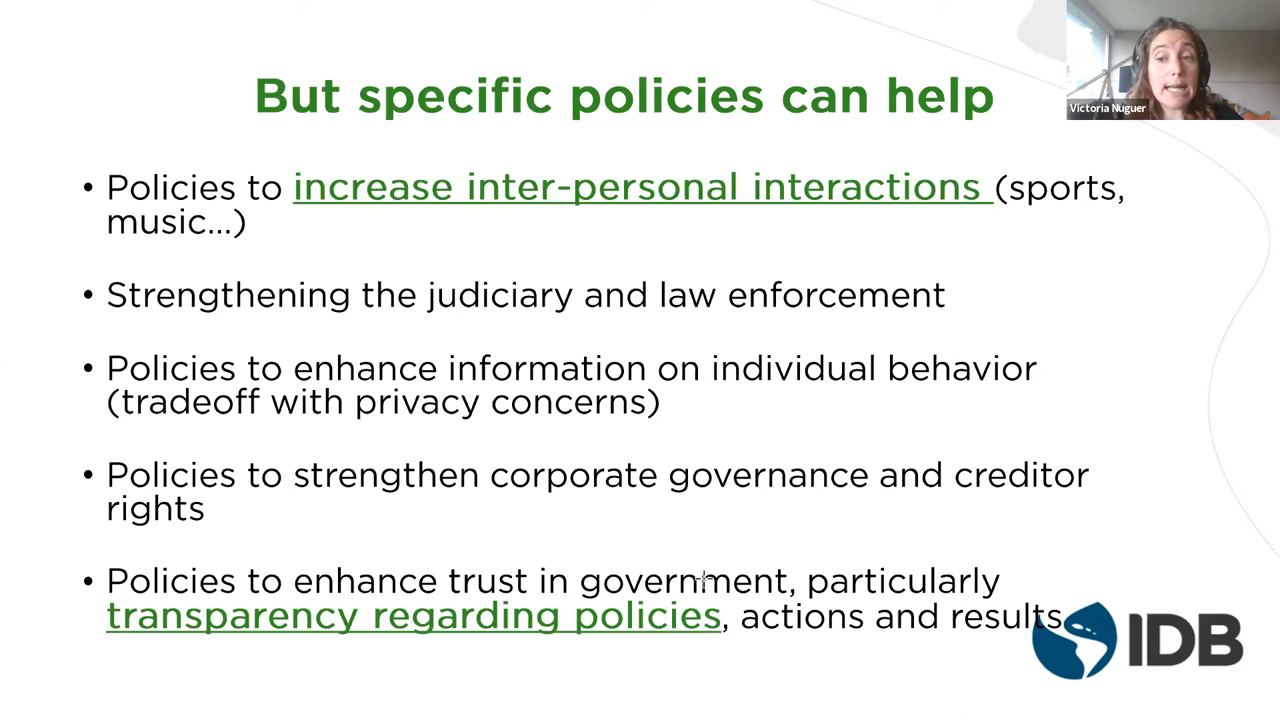 But specific policies can help
Victoria Nuguer
• Policies to increase inter-personal interactions (sports,
music...)
• Strengthening the judiciary and law enforcement
• Policies to enhance information on individual behavior
(tradeoff with privacy concerns)
• Policies to strengthen corporate governance and creditor
rights
• Policies to enhance trust in government, particularly
transparency regarding policies, actions and results
IDB